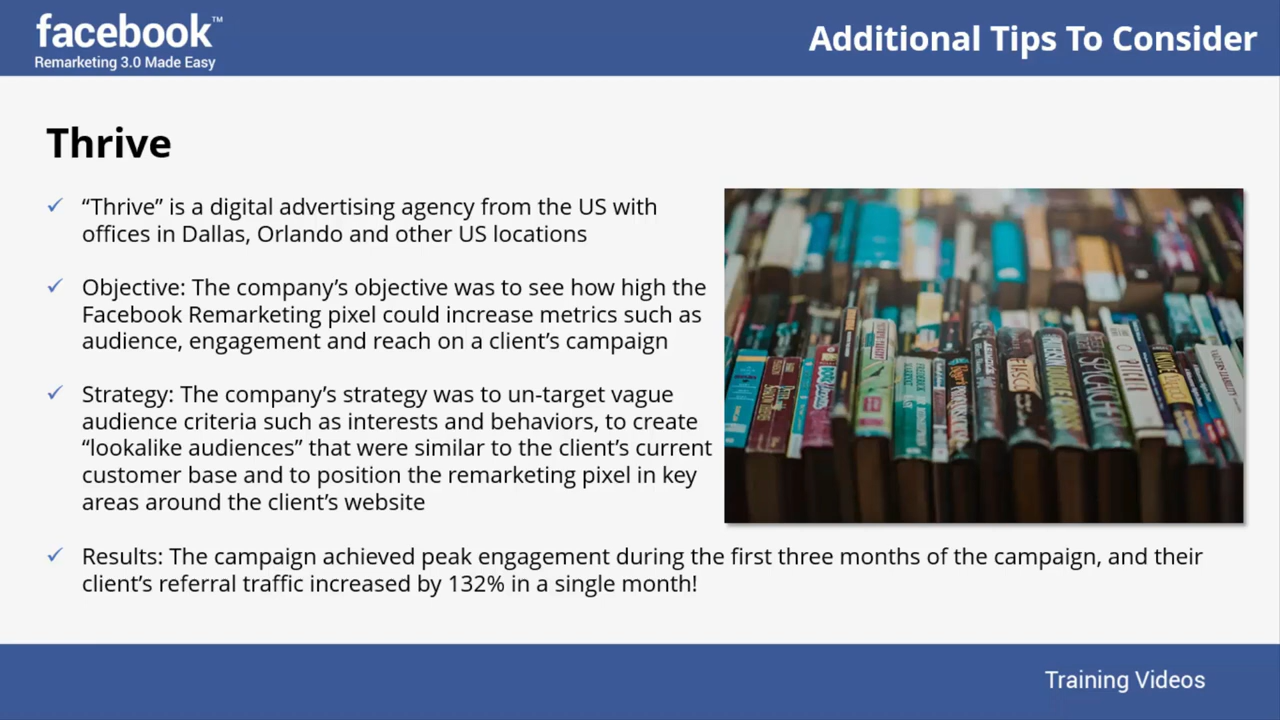 facebook™
Remarketing 3.0 Made Easy
Additional Tips To Consider
Thrive
✓ “Thrive” is a digital advertising agency from the US with
offices in Dallas, Orlando and other US locations
✓ Objective: The company’s objective was to see how high the
Facebook Remarketing pixel could increase metrics such as
audience, engagement and reach on a client’s campaign
✓ Strategy: The company’s strategy was to un-target vague
audience criteria such as interests and behaviors, to create
“lookalike audiences” that were similar to the client’s current
customer base and to position the remarketing pixel in key
areas around the client’s website
✓ Results: The campaign achieved peak engagement during the first three months of the campaign, and their
client’s referral traffic increased by 132% in a single month!
Training Videos